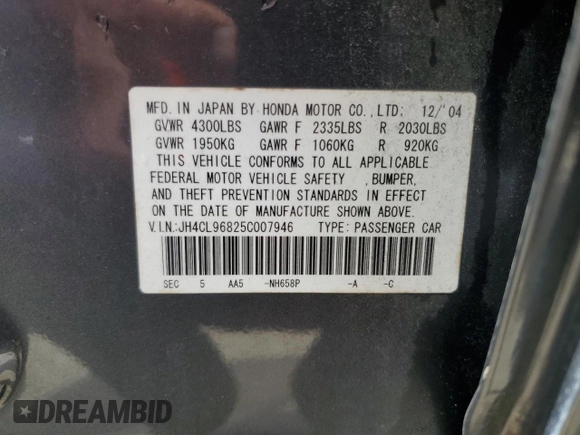 MFD. IN JAPAN BY HONDA MOTOR CO., LTD: 12/'04
GVWR 4300LBS GAWR F 2335LBS R 2030LBS
GVWR 1950KG GAWR F 1060KG R 920KG
THIS VEHICLE CONFORMS TO ALL APPLICABLE
FEDERAL MOTOR VEHICLE SAFETY , BUMPER,
AND THEFT PREVENTION STANDARDS IN EFFECT
ON THE DATE OF MANUFACTURE SHOWN ABOVE.
V.I.N.:JH4CL96825C007946 TYPE: PASSENGER CAR
SEC 5 AA5 -NH658P -A -C
DREAMBID